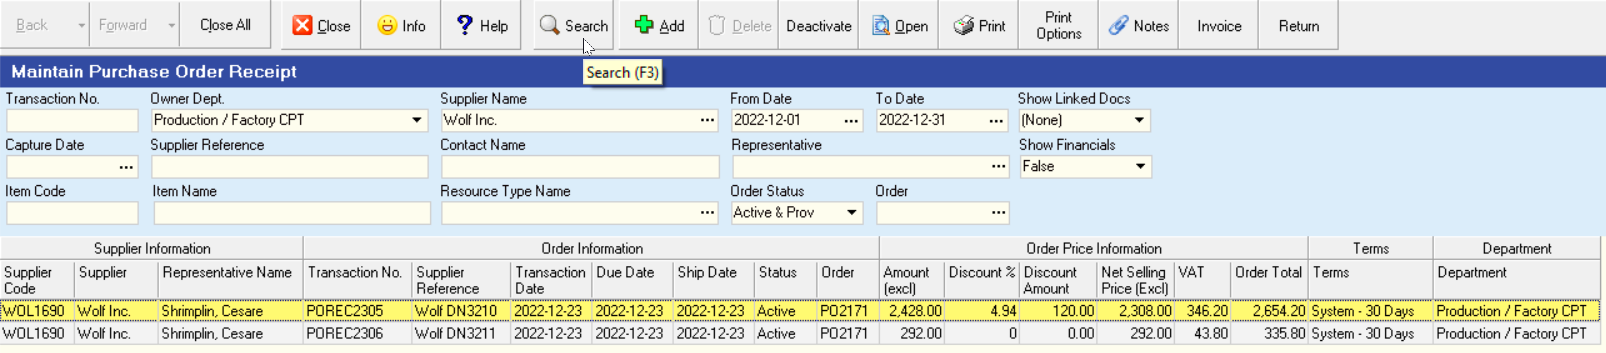 Back Forward Close All Close Info Help Search Add Delete Deactivate Open Print Print Options Notes Invoice Return
Maintain Purchase Order Receipt
Search (F3)
Transaction No. Owner Dept. Supplier Name From Date To Date Show Linked Docs
Production / Factory CPT Wolf Inc. ... 2022-12-01 ... 2022-12-31 ... (None)
Capture Date Supplier Reference Contact Name Representative Show Financials
... ... False
Item Code Item Name Resource Type Name Order Status Order
... Active & Prov ...
Supplier Information Order Information Order Price Information Terms Department
Supplier Code Supplier Representative Name Transaction No. Supplier Reference Transaction Date Due Date Ship Date Status Order Amount (excl) Discount % Discount Amount Net Selling Price (Excl) VAT Order Total Terms Department
WOL1690 Wolf Inc. Shrimplin, Cesare POREC2305 Wolf DN3210 2022-12-23 2022-12-23 2022-12-23 Active PO2171 2,428.00 4.94 120.00 2,308.00 346.20 2,654.20 System - 30 Days Production / Factory CPT
WOL1690 Wolf Inc. Shrimplin, Cesare POREC2306 Wolf DN3211 2022-12-23 2022-12-23 2022-12-23 Active PO2171 292.00 0 0.00 292.00 43.80 335.80 System - 30 Days Production / Factory CPT